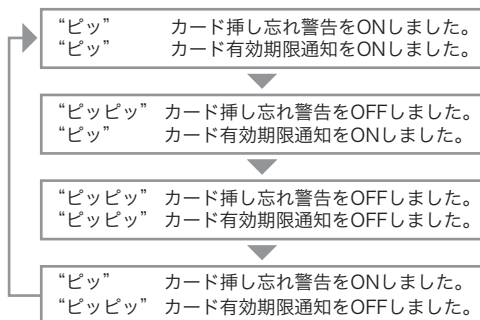 “ピッ”　カード挿し忘れ警告をONしました。
“ピッ”　カード有効期限通知をONしました。
“ピッピッ”　カード挿し忘れ警告をOFFしました。
“ピッ”　カード有効期限通知をONしました。
“ピッピッ”　カード挿し忘れ警告をOFFしました。
“ピッピッ”　カード有効期限通知をOFFしました。
“ピッ”　カード挿し忘れ警告をONしました。
“ピッピッ”　カード有効期限通知をOFFしました。